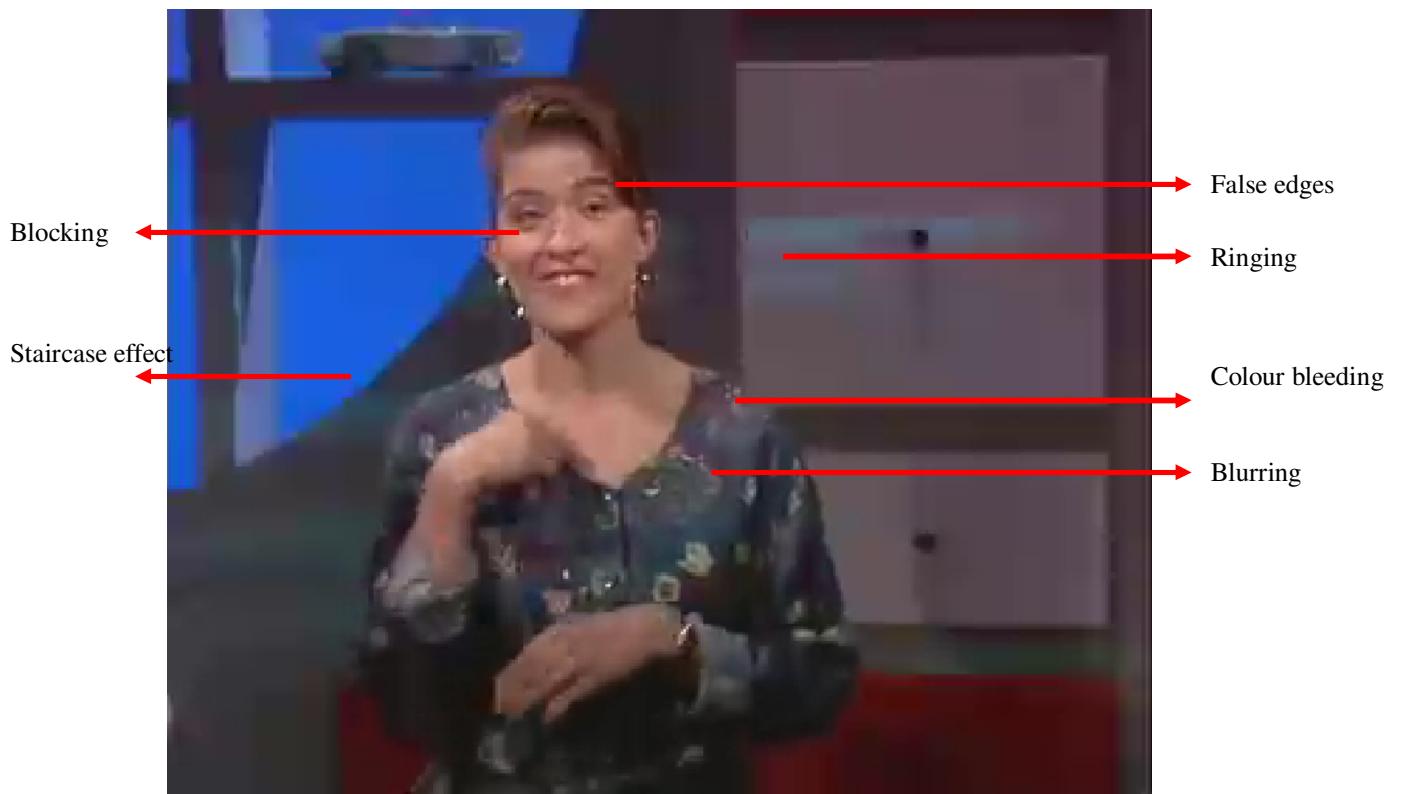 False edges
Blocking
Ringing
Staircase effect
Colour bleeding
Blurring